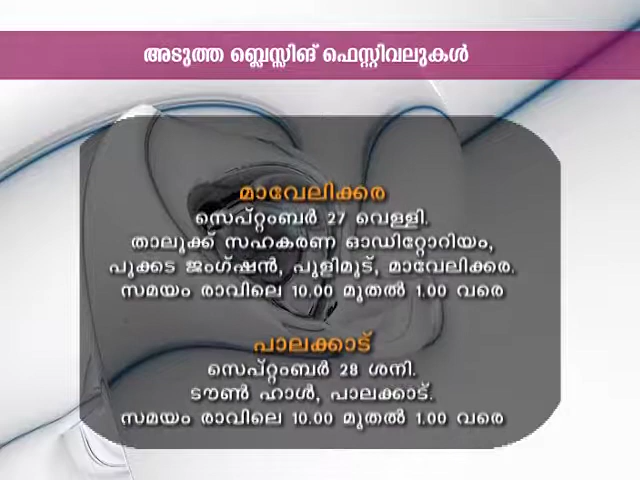 അടുത്ത ബ്ലെസ്സിങ് ഫെസ്റ്റിവലുകൾ
മാവേലിക്കര
സെപ്റ്റംബർ 27 വെള്ളി.
താലൂക്ക് സഹകരണ ഓഡിറ്റോറിയം,
പുക്കട ജംഗ്ഷൻ, പുളിമൂട്, മാവേലിക്കര.
സമയം രാവിലെ 10.00 മുതൽ 1.00 വരെ
പാലക്കാട്
സെപ്റ്റംബർ 28 ശനി.
ടൗൺ ഹാൾ, പാലക്കാട്.
സമയം രാവിലെ 10.00 മുതൽ 1.00 വരെ